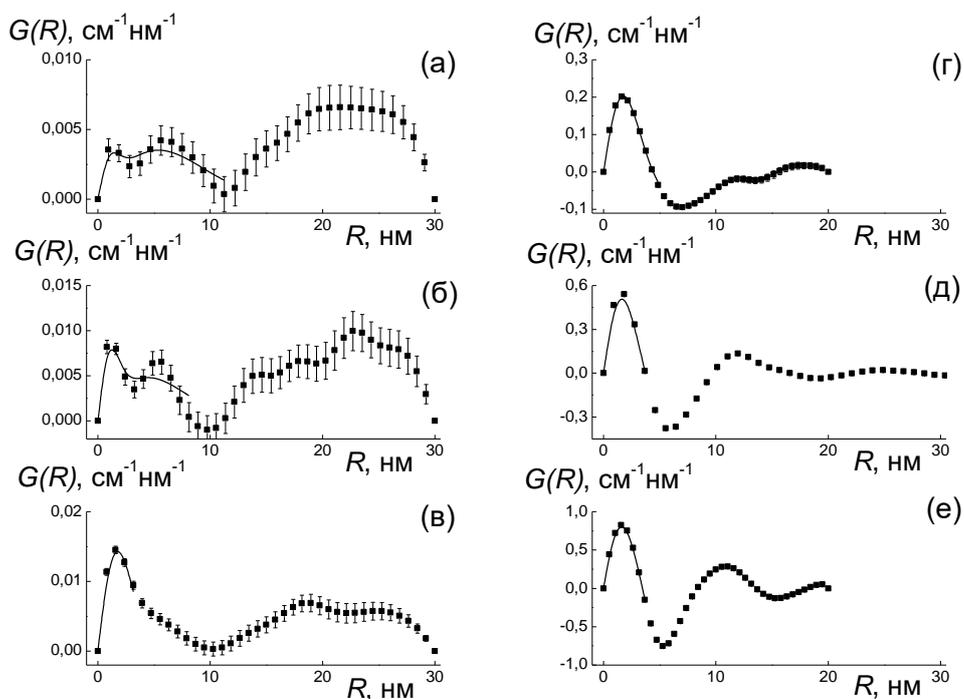 G(R), см⁻¹нм⁻¹
(а)
0,010
0,005
0,000
0 10 20 30
R, нм
G(R), см⁻¹нм⁻¹
(б)
0,015
0,010
0,005
0,000
0 10 20 30
R, нм
G(R), см⁻¹нм⁻¹
(в)
0,02
0,01
0,00
0 10 20 30
R, нм
G(R), см⁻¹нм⁻¹
(г)
0,3
0,2
0,1
0,0
-0,1
0 10 20 30
R, нм
G(R), см⁻¹нм⁻¹
(д)
0,6
0,3
0,0
-0,3
0 10 20 30
R, нм
G(R), см⁻¹нм⁻¹
(е)
1,0
0,5
0,0
-0,5
-1,0
0 10 20 30
R, нм